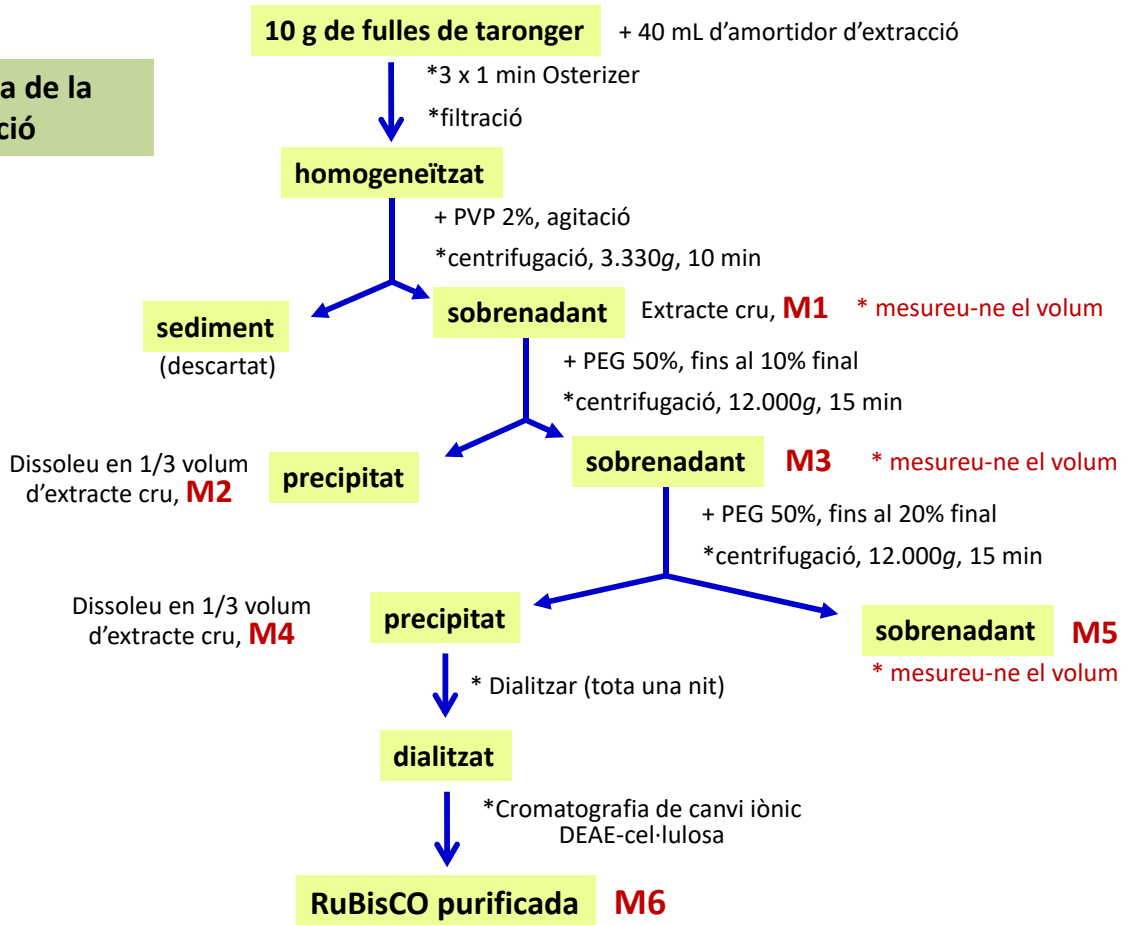 10 g de fulles de taronger + 40 mL d'amortidor d'extracció
a de la
ció
*3 x 1 min Osterizer
*filtració
homogeneïtzat
+ PVP 2%, agitació
*centrifugació, 3.330g, 10 min
sediment
(descartat)
sobrenadant Extracte cru, M1 * mesureu-ne el volum
+ PEG 50%, fins al 10% final
*centrifugació, 12.000g, 15 min
Dissoleu en 1/3 volum
d'extracte cru, M2
precipitat
sobrenadant M3 * mesureu-ne el volum
+ PEG 50%, fins al 20% final
*centrifugació, 12.000g, 15 min
Dissoleu en 1/3 volum
d'extracte cru, M4
precipitat
sobrenadant M5
* mesureu-ne el volum
* Dialitzar (tota una nit)
dialitzat
*Cromatografia de canvi iònic
DEAE-cel·lulosa
RuBisCO purificada M6